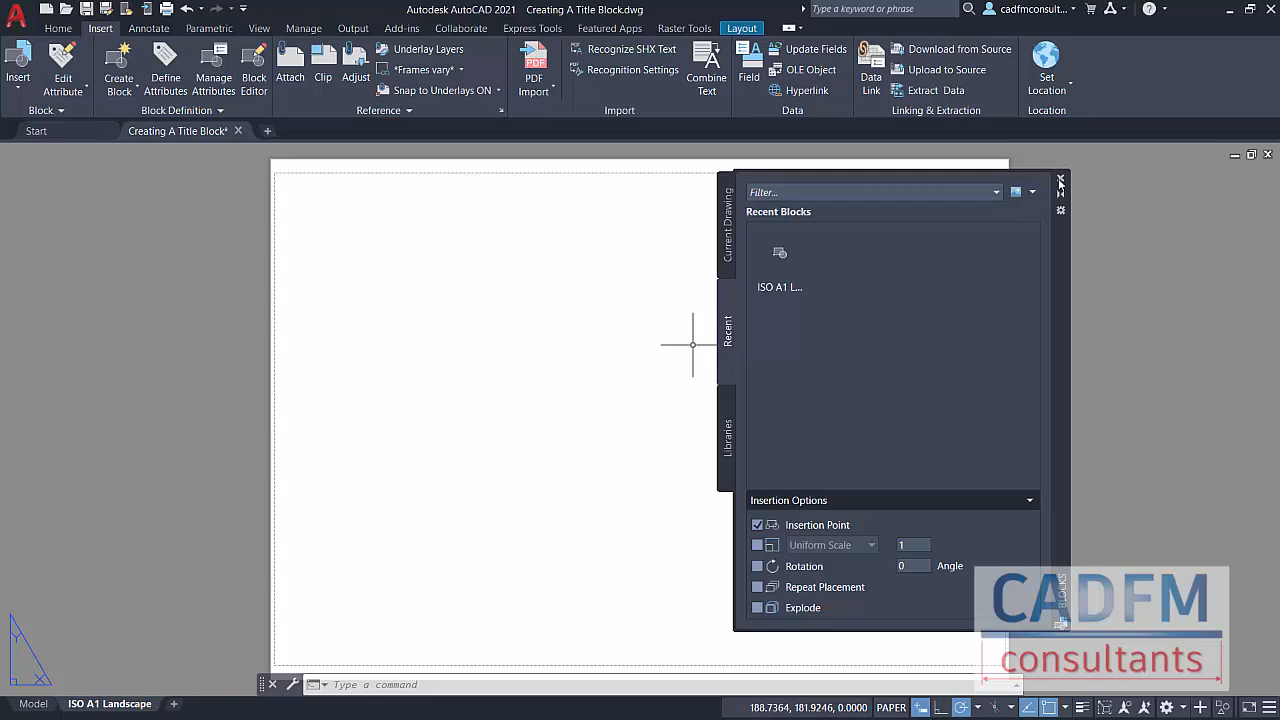 Autodesk AutoCAD 2021 Creating A Title Block.dwg
Type a keyword or phrase
cadfmconsult...
Home Insert Annotate Parametric View Manage Output Add-ins Collaborate Express Tools Featured Apps Raster Tools Layout
Insert
Edit Attribute
Create Block
Define Attributes
Manage Attributes
Block Editor
Attach
Clip
Adjust
Underlay Layers
*Frames vary*
Snap to Underlays ON
PDF Import
Recognize SHX Text
Recognition Settings
Combine Text
Field
Update Fields
OLE Object
Hyperlink
Data Link
Download from Source
Upload to Source
Extract Data
Set Location
Block
Block Definition
Reference
Import
Data
Linking & Extraction
Location
Start
Creating A Title Block*
Current Drawing
Recent
Libraries
Filter...
Recent Blocks
ISO A1 L...
Insertion Options
Insertion Point
Uniform Scale 1
Rotation 0 Angle
Repeat Placement
Explode
BLOCKS
CADFM
consultants
Y
X
Type a command
Model
ISO A1 Landscape
188.7364, 181.9246, 0.0000 PAPER